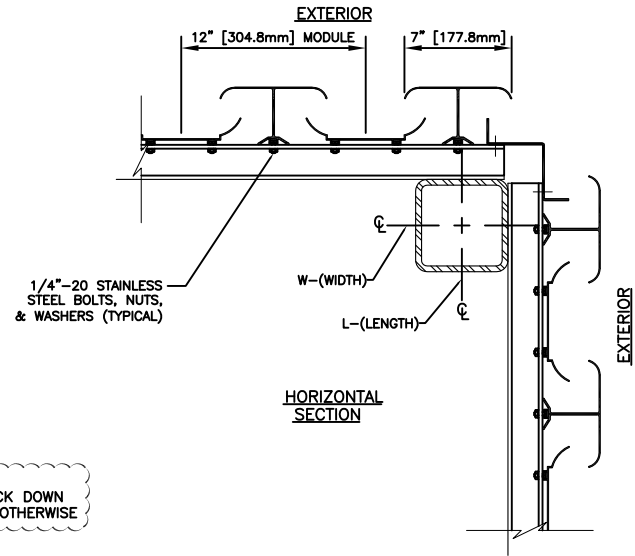 EXTERIOR
12" [304.8mm] MODULE
7" [177.8mm]
1/4"-20 STAINLESS
STEEL BOLTS, NUTS,
& WASHERS (TYPICAL)
W-(WIDTH)
L-(LENGTH)
EXTERIOR
HORIZONTAL
SECTION
CK DOWN
OTHERWISE